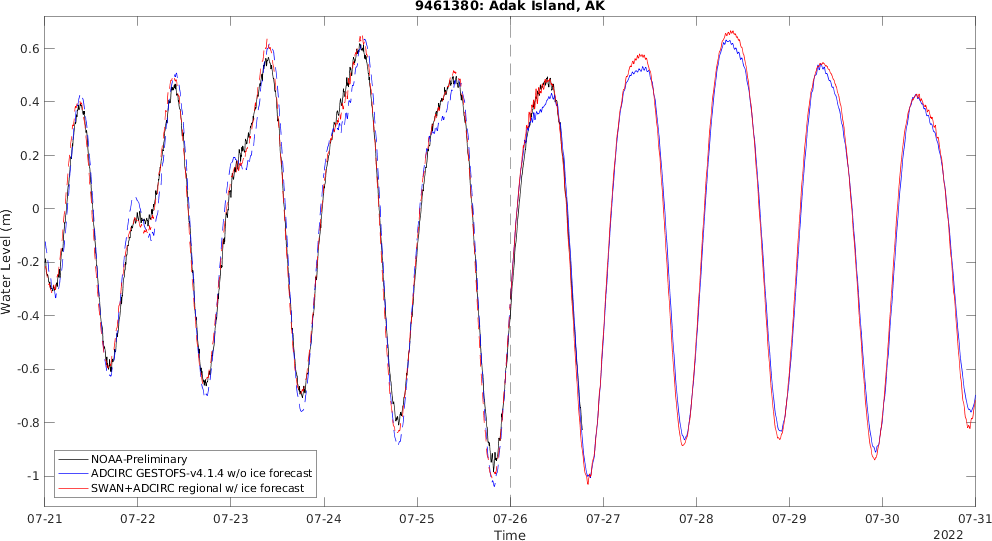 9461380: Adak Island, AK
Water Level (m)
0.6
0.4
0.2
0
-0.2
-0.4
-0.6
-0.8
-1
NOAA-Preliminary
ADCIRC GESTOFS-v4.1.4 w/o ice forecast
SWAN+ADCIRC regional w/ ice forecast
07-21 07-22 07-23 07-24 07-25 07-26 07-27 07-28 07-29 07-30 07-31
Time
2022